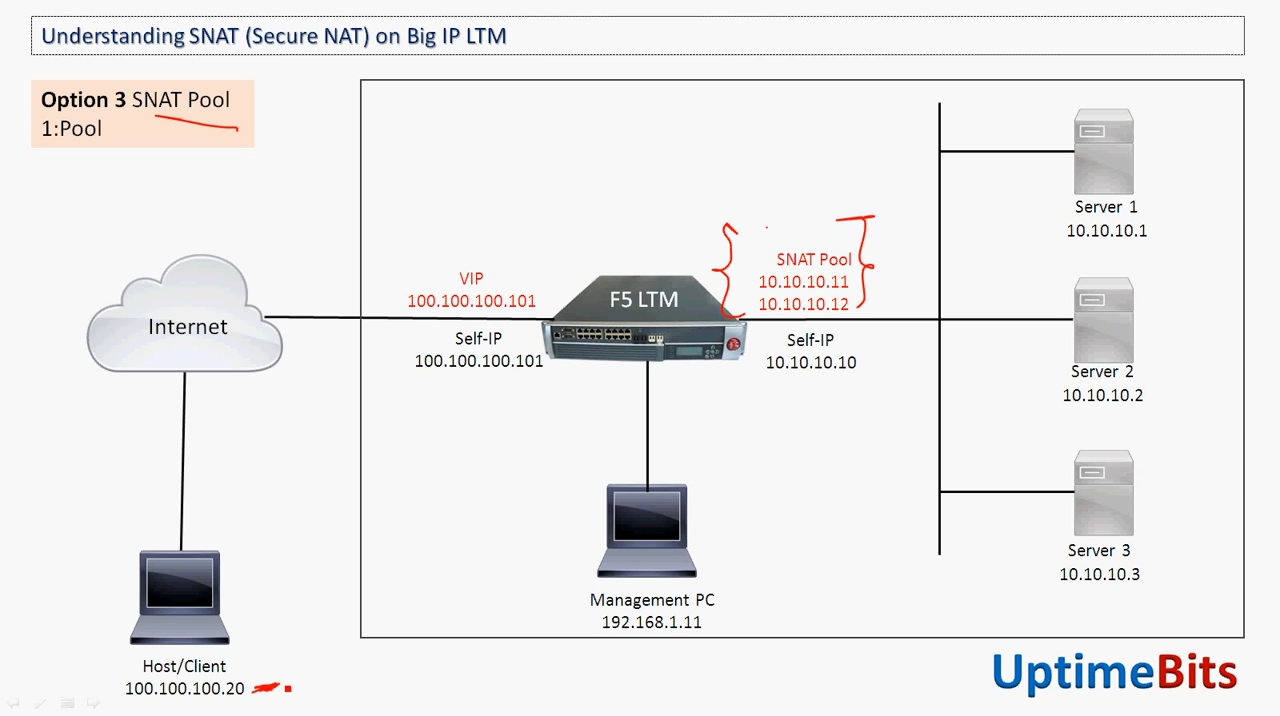 Understanding SNAT (Secure NAT) on Big IP LTM
Option 3 SNAT Pool
1:Pool
Internet
VIP
100.100.100.101
Self-IP
100.100.100.101
F5 LTM
SNAT Pool
10.10.10.11
10.10.10.12
Self-IP
10.10.10.10
Server 1
10.10.10.1
Server 2
10.10.10.2
Server 3
10.10.10.3
Management PC
192.168.1.11
Host/Client
100.100.100.20
UptimeBits